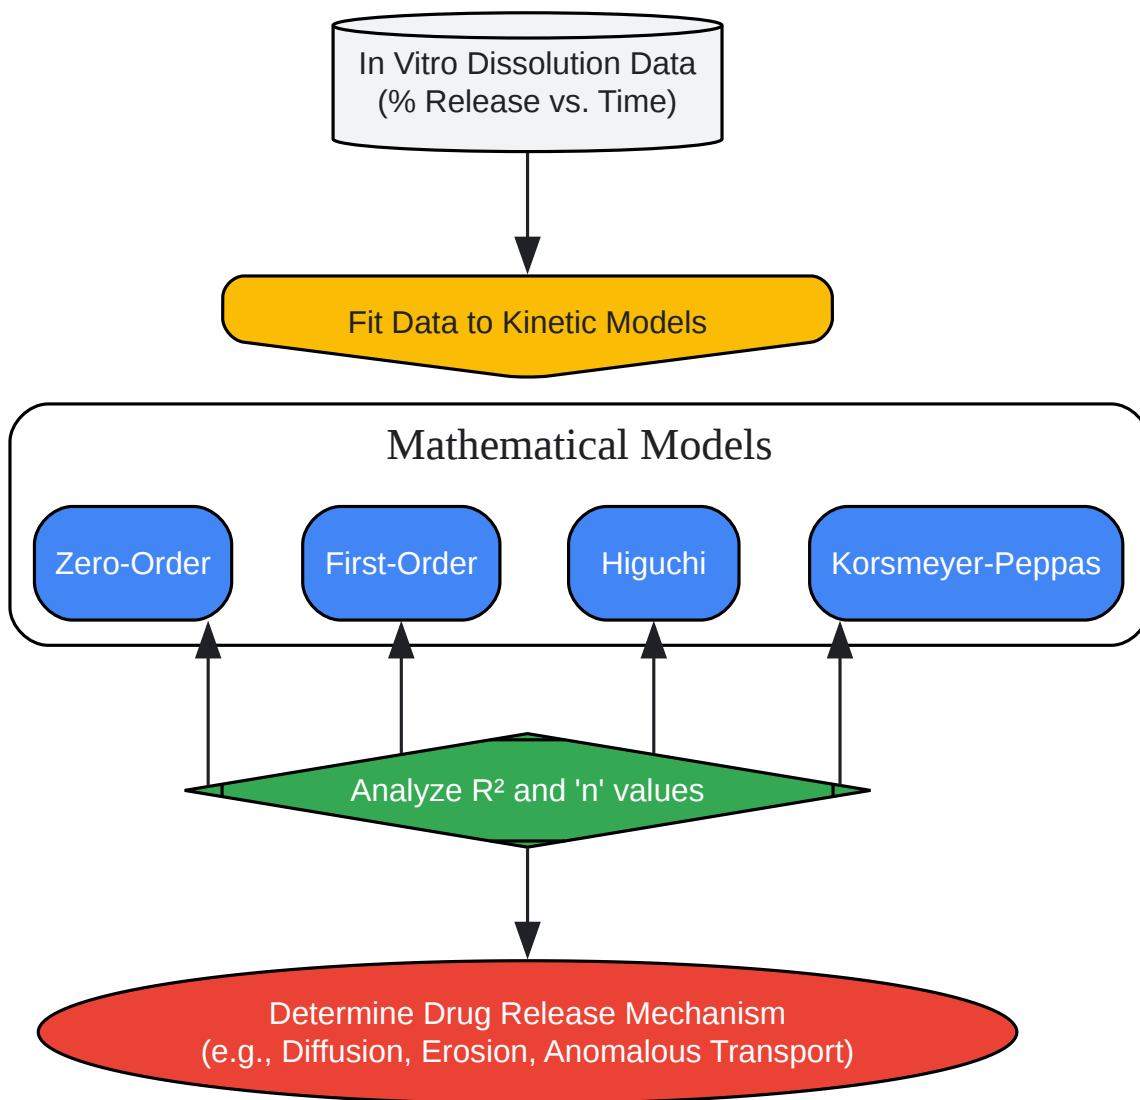 In Vitro Dissolution Data
(% Release vs. Time)
Fit Data to Kinetic Models
Mathematical Models
Zero-Order
First-Order
Higuchi
Korsmeyer-Peppas
Analyze R² and 'n' values
Determine Drug Release Mechanism
(e.g., Diffusion, Erosion, Anomalous Transport)